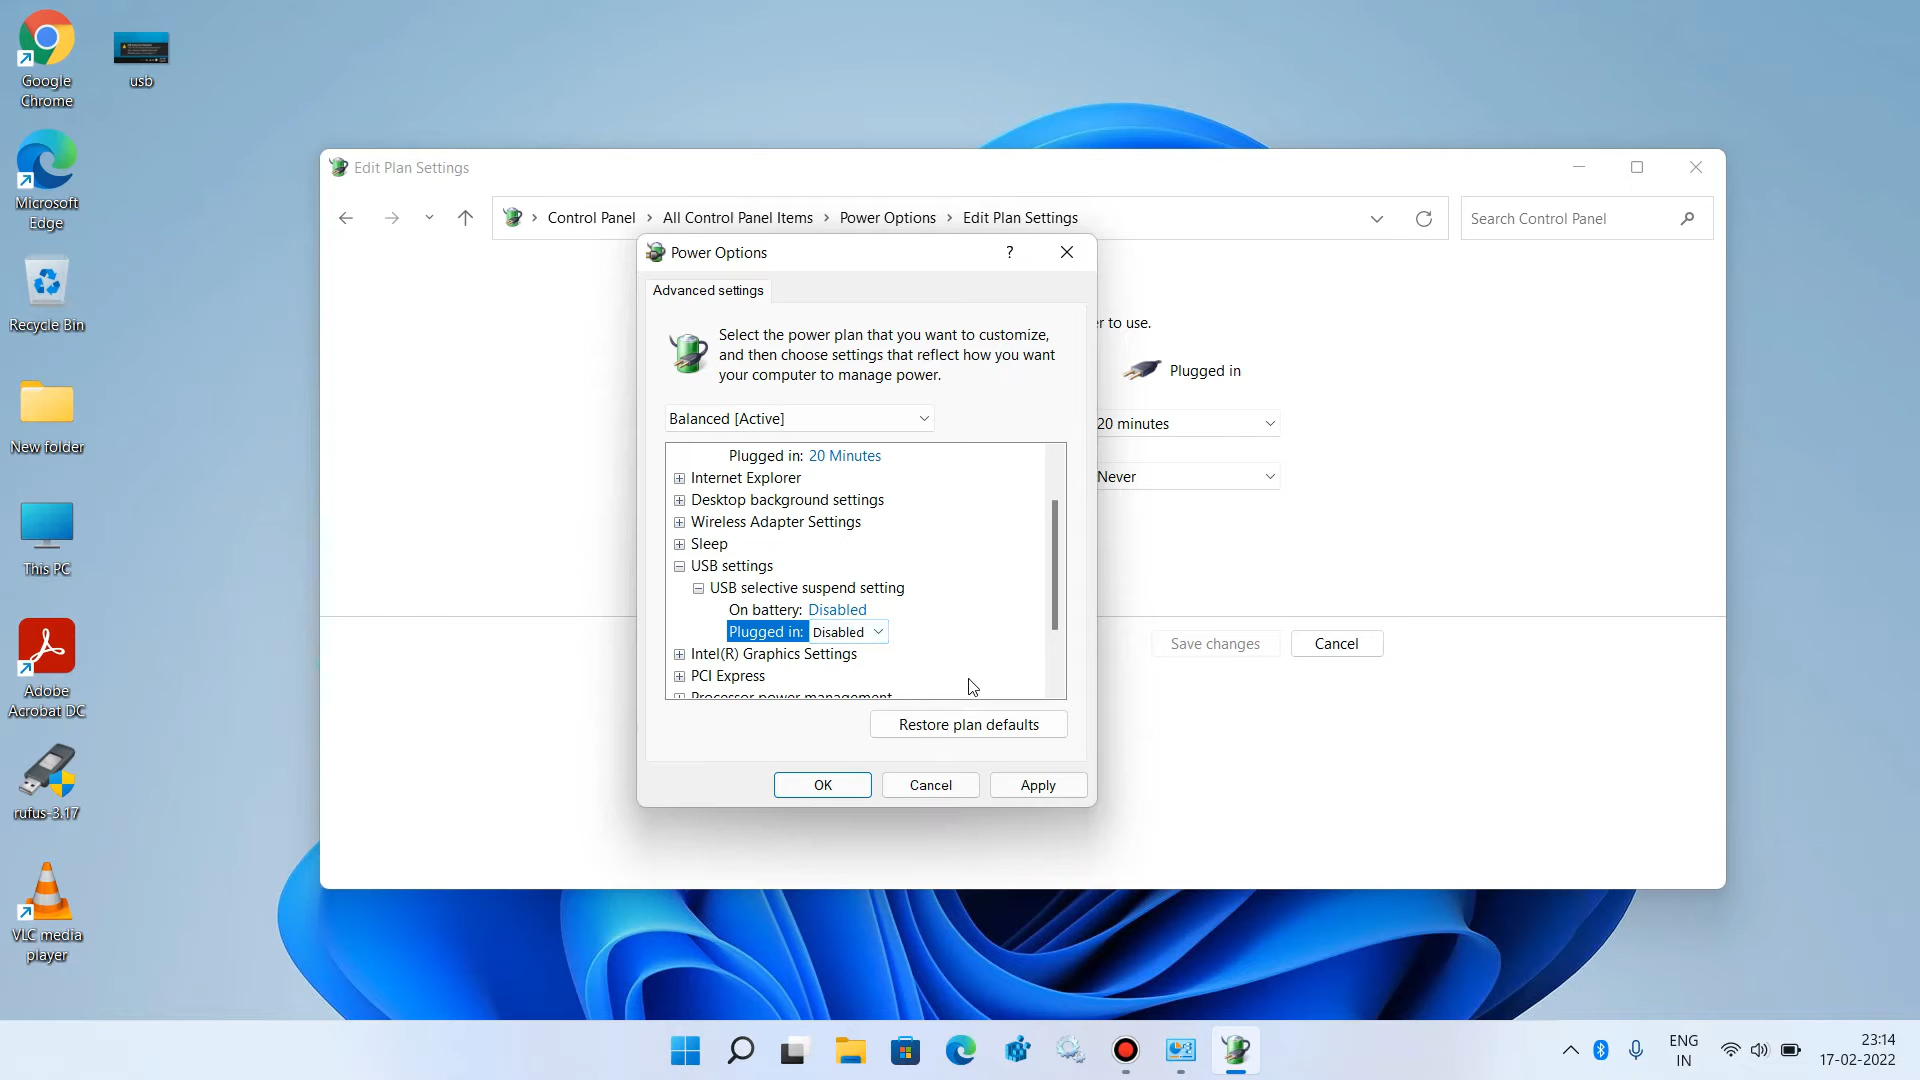 Google
Chrome
usb
Microsoft
Edge
Recycle Bin
New folder
This PC
Adobe
Acrobat DC
rufus-3.17
VLC media
player
Edit Plan Settings
Control Panel > All Control Panel Items > Power Options > Edit Plan Settings
Search Control Panel
er to use.
Plugged in
20 minutes
Never
Save changes
Cancel
Power Options
?
Advanced settings
Select the power plan that you want to customize,
and then choose settings that reflect how you want
your computer to manage power.
Balanced [Active]
Plugged in: 20 Minutes
Internet Explorer
Desktop background settings
Wireless Adapter Settings
Sleep
USB settings
USB selective suspend setting
On battery: Disabled
Plugged in: Disabled
Intel(R) Graphics Settings
PCI Express
Processor power management
Restore plan defaults
OK
Cancel
Apply
ENG
IN
23:14
17-02-2022